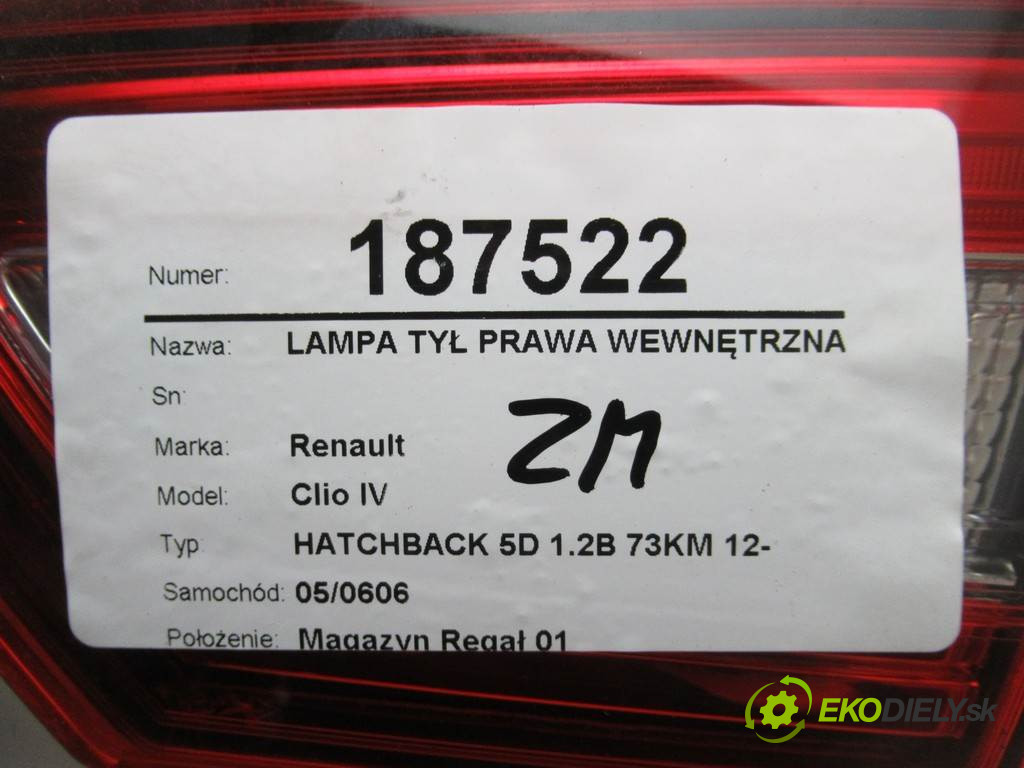 Numer: 187522
Nazwa: LAMPA TYŁ PRAWA WEWNĘTRZNA
Sn:
ZM
Marka: Renault
Model: Clio IV
Typ HATCHBACK 5D 1.2B 73KM 12-
Samochód: 05/0606
Położenie: Magazyn Regał 01
EKODIELY.sk